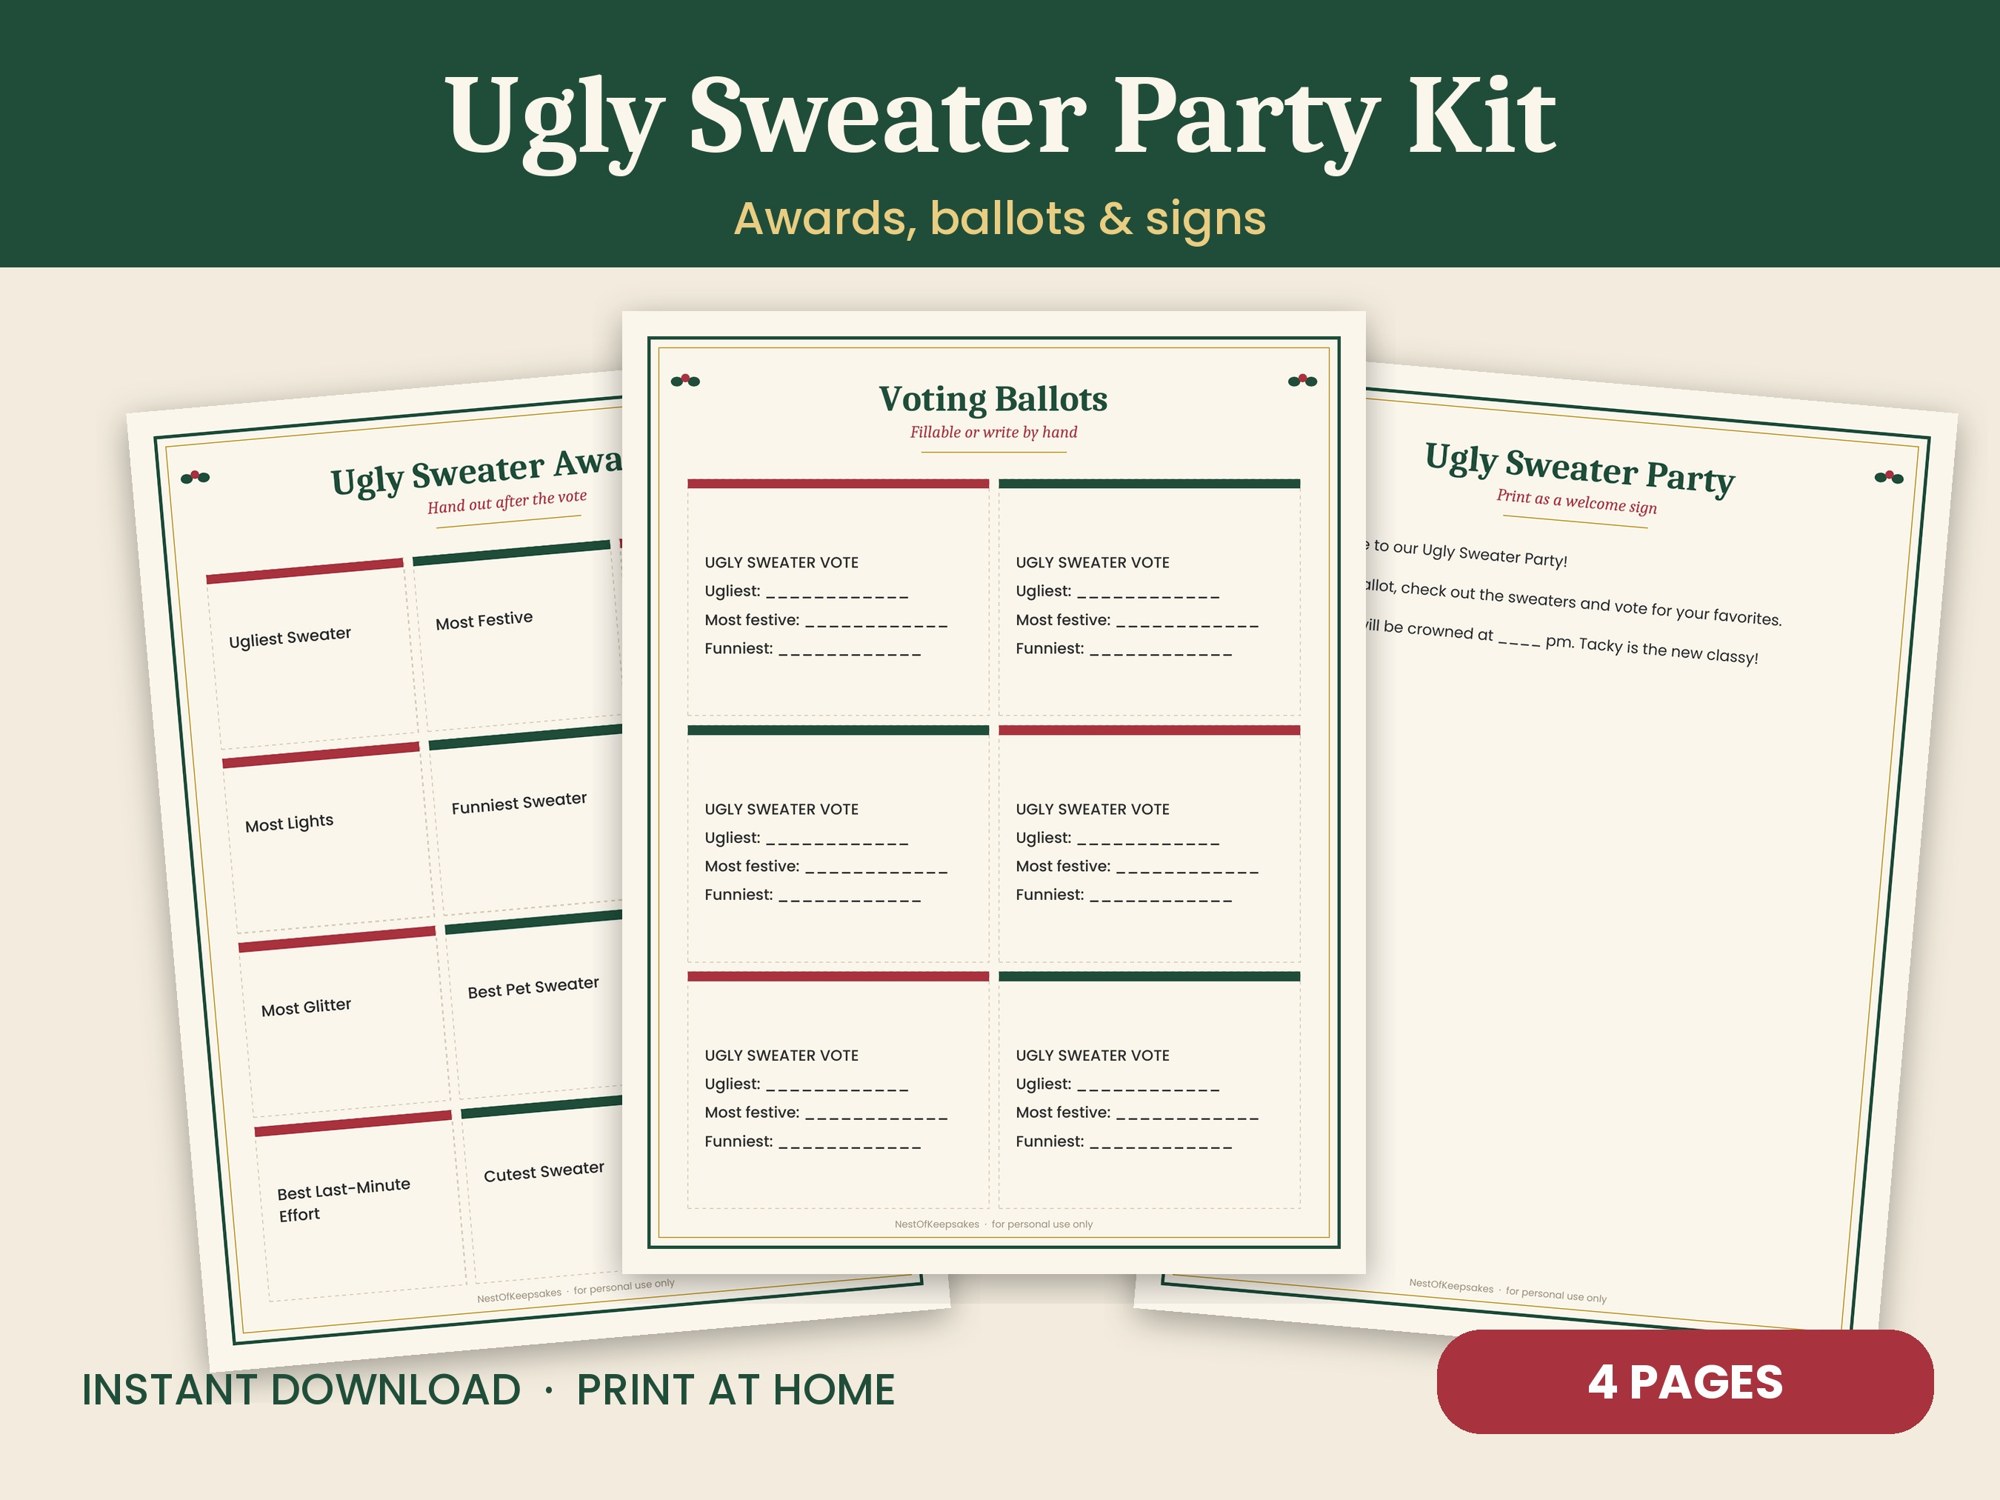 Ugly Sweater Party Kit
Awards, ballots & signs
Ugly Sweater Awa
Hand out after the vote
Ugliest Sweater
Most Festive
Most Lights
Funniest Sweater
Most Glitter
Best Pet Sweater
Best Last-Minute
Effort
Cutest Sweater
NestOfKeepsakes · for personal use only
Voting Ballots
Fillable or write by hand
UGLY SWEATER VOTE
Ugliest: ____________
Most festive: ____________
Funniest: ____________
UGLY SWEATER VOTE
Ugliest: ____________
Most festive: ____________
Funniest: ____________
UGLY SWEATER VOTE
Ugliest: ____________
Most festive: ____________
Funniest: ____________
UGLY SWEATER VOTE
Ugliest: ____________
Most festive: ____________
Funniest: ____________
UGLY SWEATER VOTE
Ugliest: ____________
Most festive: ____________
Funniest: ____________
UGLY SWEATER VOTE
Ugliest: ____________
Most festive: ____________
Funniest: ____________
NestOfKeepsakes · for personal use only
Ugly Sweater Party
Print as a welcome sign
e to our Ugly Sweater Party!
allot, check out the sweaters and vote for your favorites.
will be crowned at ____ pm. Tacky is the new classy!
NestOfKeepsakes · for personal use only
INSTANT DOWNLOAD · PRINT AT HOME
4 PAGES